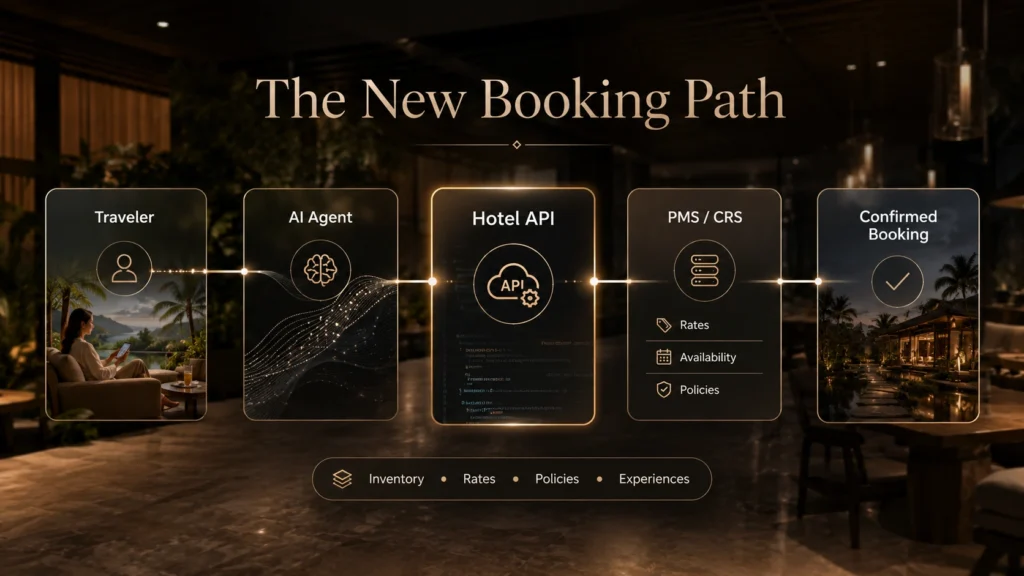 The New Booking Path
Traveler
AI Agent
Hotel API
API
PMS / CRS
Rates
Availability
Policies
Confirmed
Booking
Inventory • Rates • Policies • Experiences